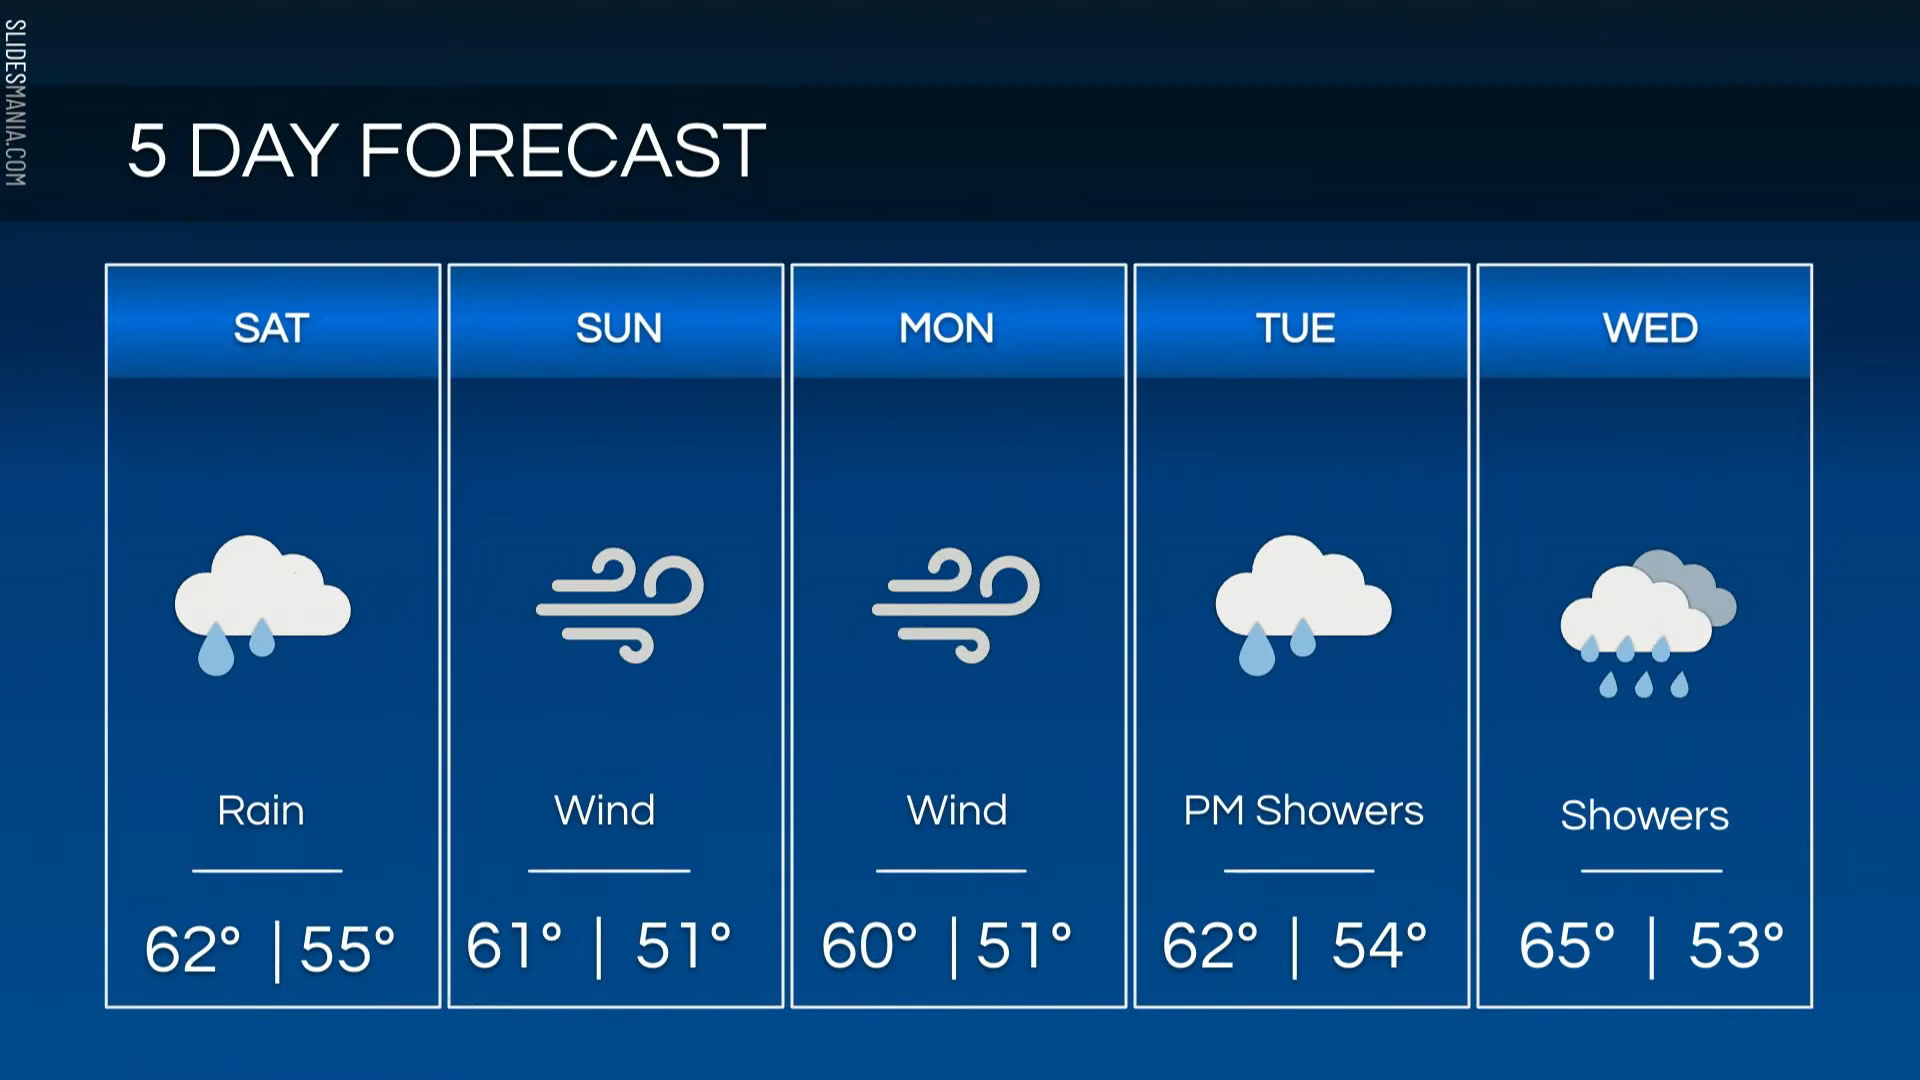 SLIDESMANIA.COM
5 DAY FORECAST
SAT
Rain
62° | 55°
SUN
Wind
61° | 51°
MON
Wind
60° | 51°
TUE
PM Showers
62° | 54°
WED
Showers
65° | 53°